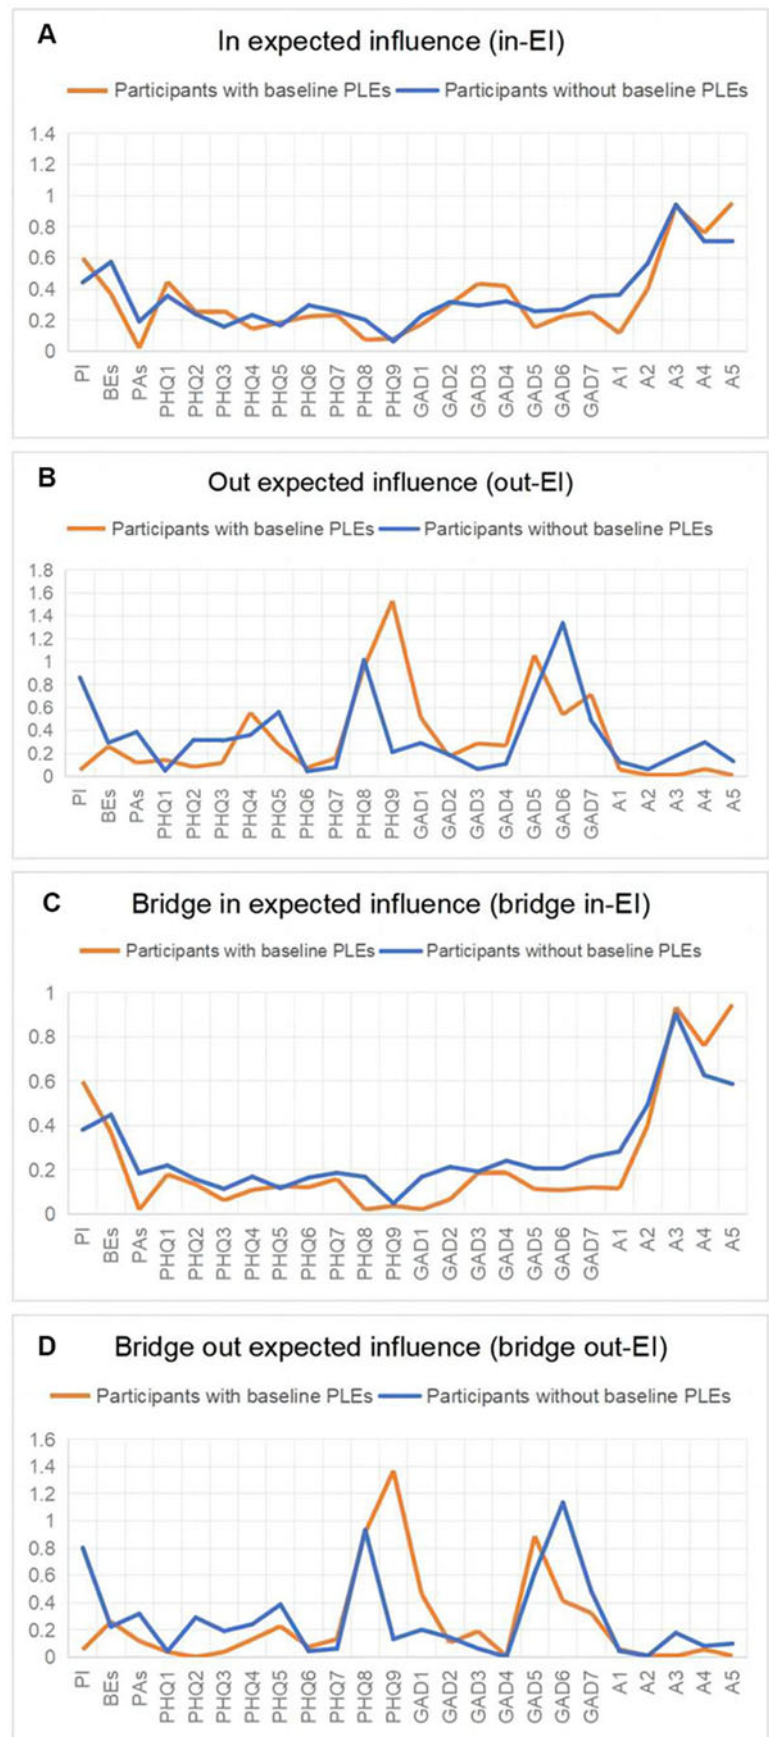 A
In expected influence (in-EI)
Participants with baseline PLEs Participants without baseline PLEs
1.4
1.2
1
0.8
0.6
0.4
0.2
0
PI BEs PAs PHQ1 PHQ2 PHQ3 PHQ4 PHQ5 PHQ6 PHQ7 PHQ8 PHQ9 GAD1 GAD2 GAD3 GAD4 GAD5 GAD6 GAD7 A1 A2 A3 A4 A5
B
Out expected influence (out-EI)
Participants with baseline PLEs Participants without baseline PLEs
1.8
1.6
1.4
1.2
1
0.8
0.6
0.4
0.2
0
PI BEs PAs PHQ1 PHQ2 PHQ3 PHQ4 PHQ5 PHQ6 PHQ7 PHQ8 PHQ9 GAD1 GAD2 GAD3 GAD4 GAD5 GAD6 GAD7 A1 A2 A3 A4 A5
C
Bridge in expected influence (bridge in-EI)
Participants with baseline PLEs Participants without baseline PLEs
1
0.8
0.6
0.4
0.2
0
PI BEs PAs PHQ1 PHQ2 PHQ3 PHQ4 PHQ5 PHQ6 PHQ7 PHQ8 PHQ9 GAD1 GAD2 GAD3 GAD4 GAD5 GAD6 GAD7 A1 A2 A3 A4 A5
D
Bridge out expected influence (bridge out-EI)
Participants with baseline PLEs Participants without baseline PLEs
1.6
1.4
1.2
1
0.8
0.6
0.4
0.2
0
PI BEs PAs PHQ1 PHQ2 PHQ3 PHQ4 PHQ5 PHQ6 PHQ7 PHQ8 PHQ9 GAD1 GAD2 GAD3 GAD4 GAD5 GAD6 GAD7 A1 A2 A3 A4 A5